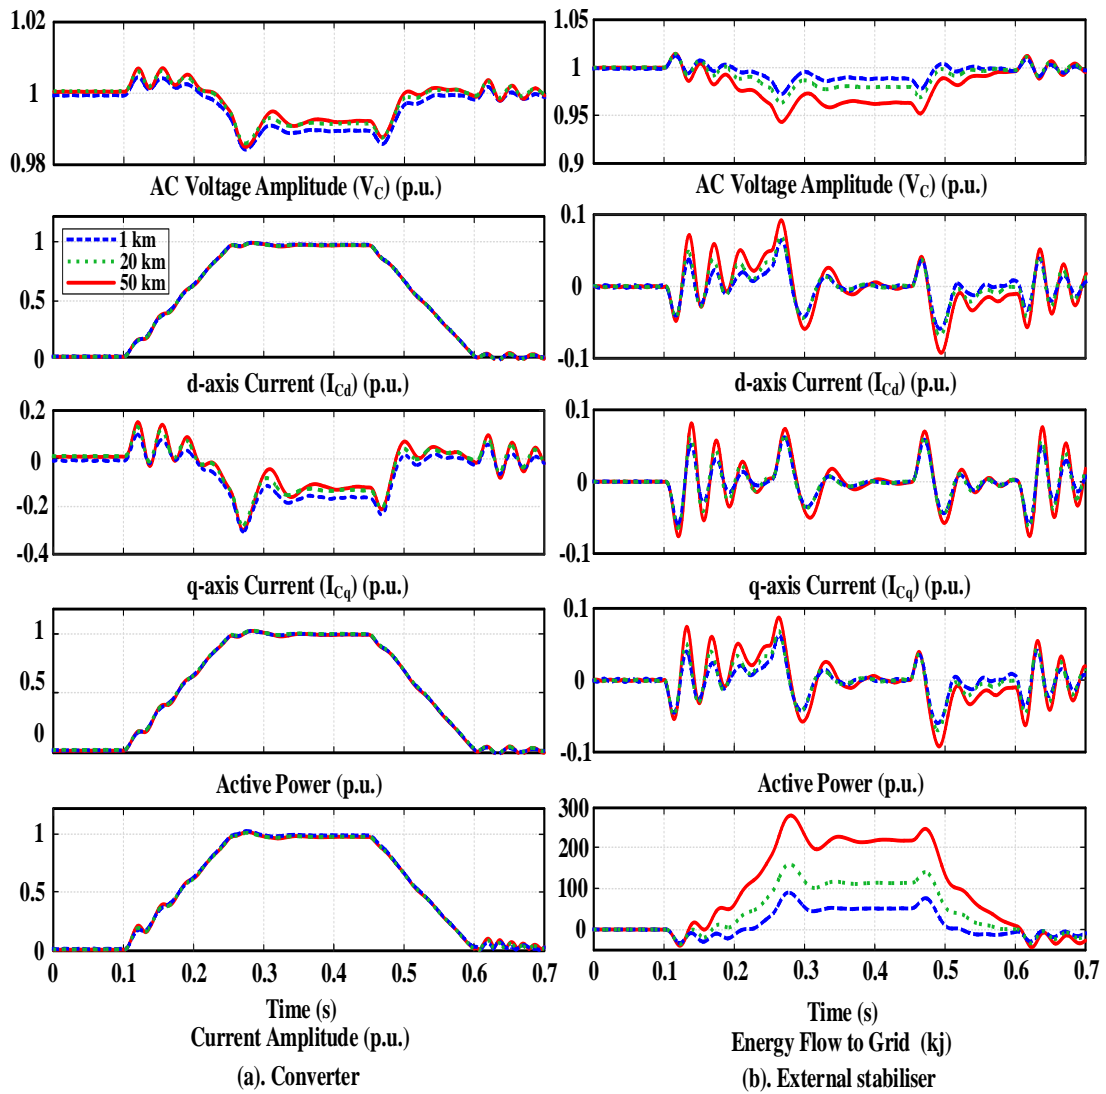 1.02
1
0.98
AC Voltage Amplitude (V_C) (p.u.)
1
0.5
0
1 km
20 km
50 km
d-axis Current (I_Cd) (p.u.)
0.2
0
-0.2
-0.4
q-axis Current (I_Cq) (p.u.)
1
0.5
0
Active Power (p.u.)
1
0.5
0
0 0.1 0.2 0.3 0.4 0.5 0.6 0.7
Time (s)
Current Amplitude (p.u.)
(a). Converter
1.05
1
0.95
0.9
AC Voltage Amplitude (V_C) (p.u.)
0.1
0
-0.1
d-axis Current (I_Cd) (p.u.)
0.1
0
-0.1
q-axis Current (I_Cq) (p.u.)
0.1
0
-0.1
Active Power (p.u.)
300
200
100
0
0 0.1 0.2 0.3 0.4 0.5 0.6 0.7
Time (s)
Energy Flow to Grid (kj)
(b). External stabiliser